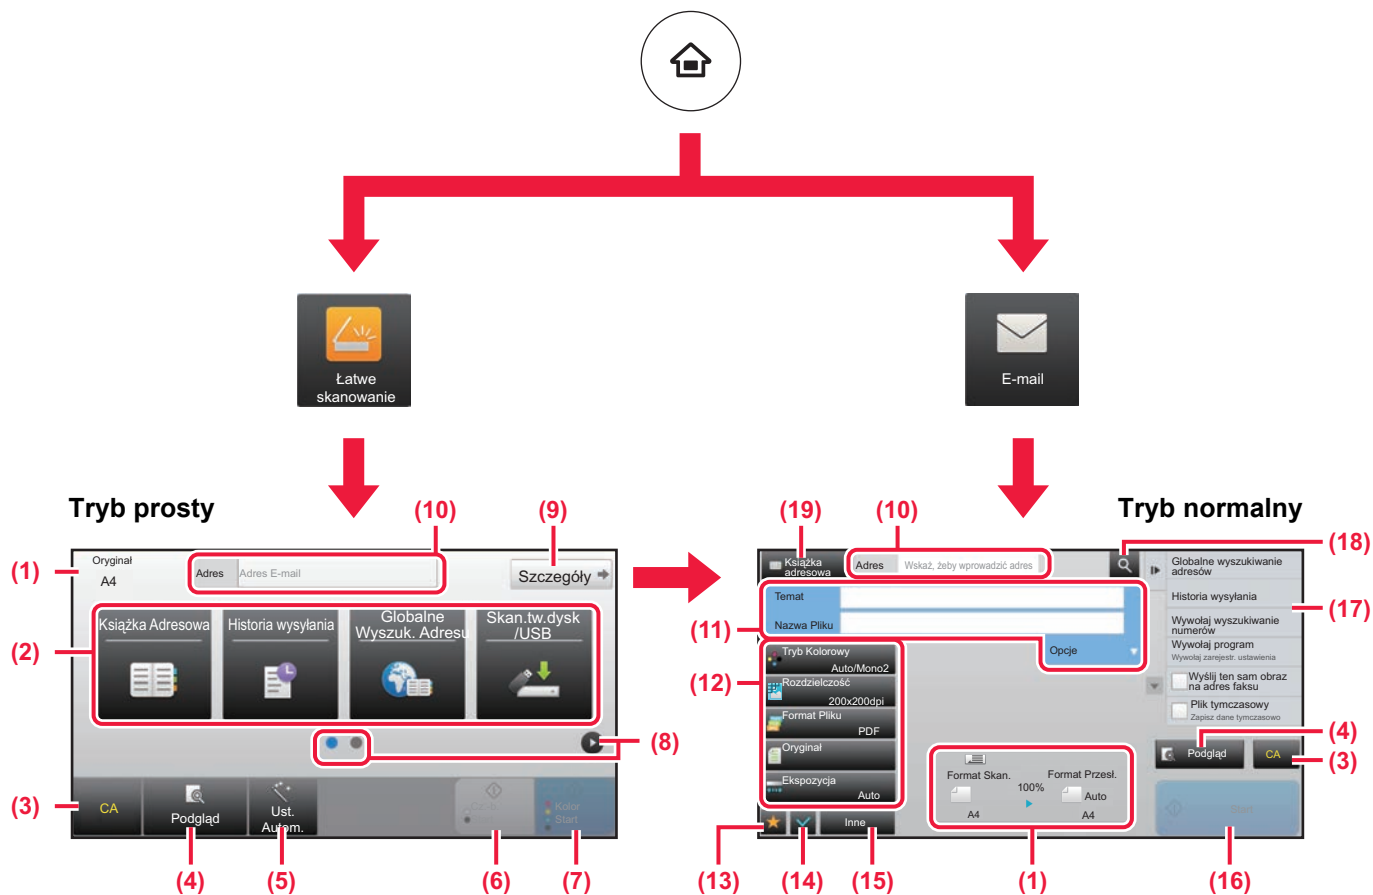 Łatwe
skanowanie
E-mail
Tryb prosty
(10)
(9)
(19)
(10)
Tryb normalny
(18)
(1)
Oryginał
A4
Adres
Adres E-mail
Szczegóły
(2)
Książka Adresowa
Historia wysyłania
Globalne
Wyszuk. Adresu
Skan.tw.dysk
/USB
(8)
(3)
CA
Podgląd
Ust.
Autom.
Kolor
Start
(4)
(5)
(6)
(7)
Książka
adresowa
Adres
Wskaż, żeby wprowadzić adres
Globalne wyszukiwanie
adresów
Historia wysyłania
(17)
Wywołaj wyszukiwanie
numerów
Wywołaj program
Wywołaj zarejestr. ustawienia
Wyślij ten sam obraz
na adres faksu
Plik tymczasowy
Zapisz dane tymczasowo
(11)
Temat
Nazwa Pliku
Opcje
(12)
Tryb Kolorowy
Auto/Mono2
Rozdzielczość
200x200dpi
Format Pliku
PDF
Oryginał
Ekspozycja
Auto
Format Skan.
100%
Format Przesł.
Auto
A4
A4
(4)
Podgląd
CA
(3)
Start
Inne
(13)
(14)
(15)
(1)
(16)